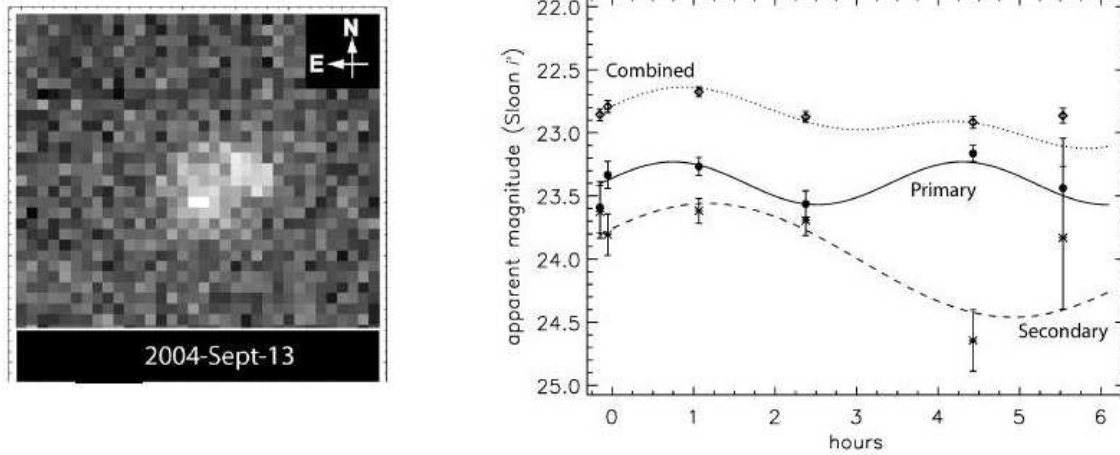 N
E
2004-Sept-13
22.0
22.5
23.0
23.5
24.0
24.5
25.0
apparent magnitude (Sloan i')
Combined
Primary
Secondary
0 1 2 3 4 5 6
hours